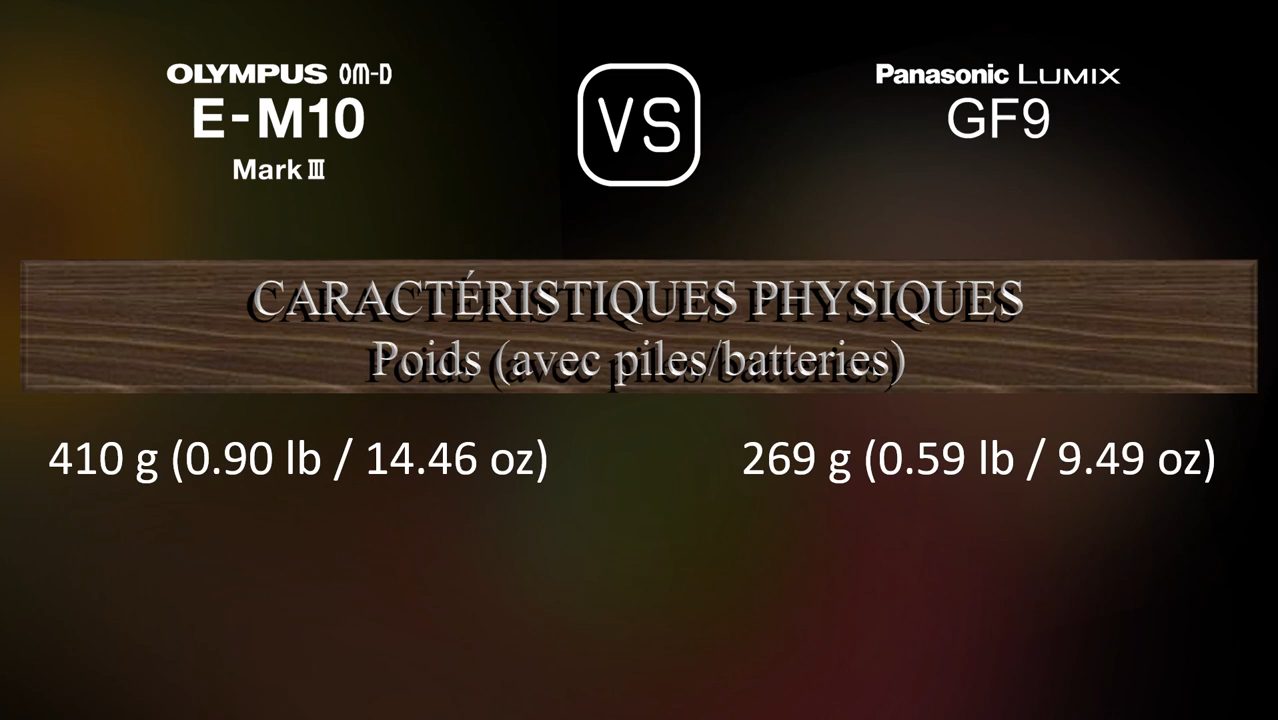 OLYMPUS OM-D
E-M10
Mark III
VS
Panasonic LUMIX
GF9
CARACTÉRISTIQUES PHYSIQUES
Poids (avec piles/batteries)
410 g (0.90 lb / 14.46 oz)
269 g (0.59 lb / 9.49 oz)